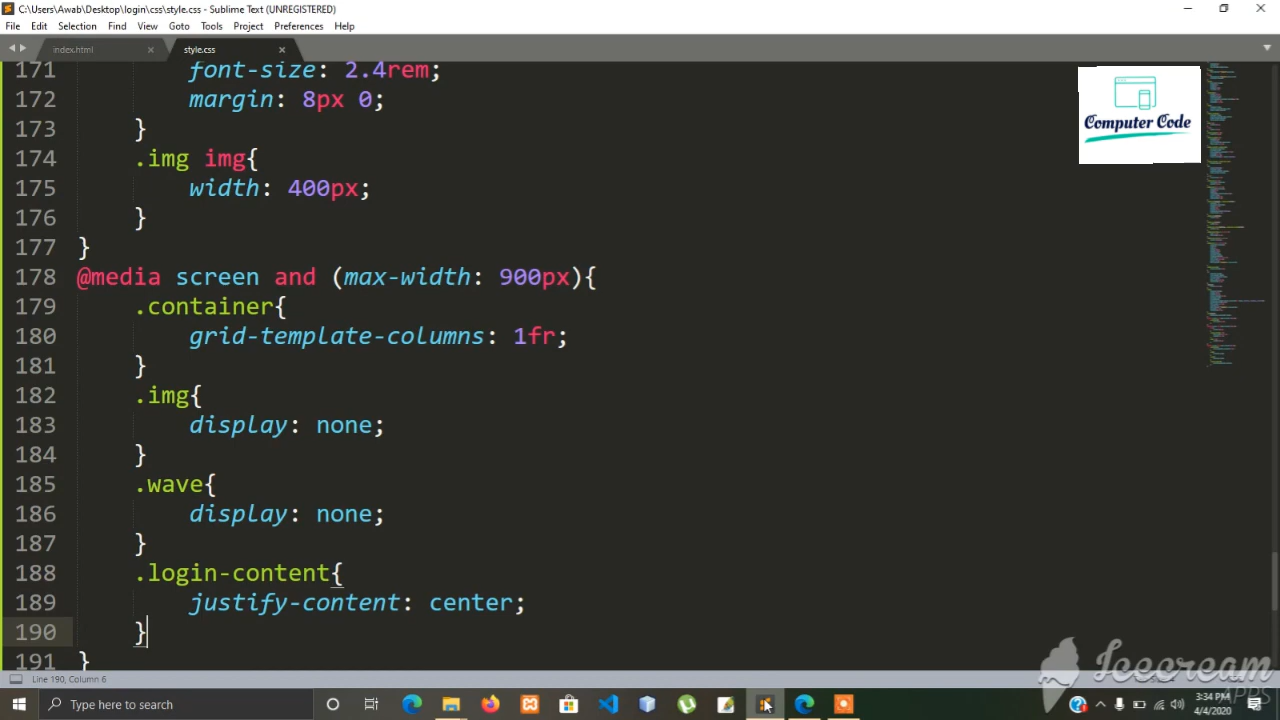 C:\Users\Awab\Desktop\login\css\style.css - Sublime Text (UNREGISTERED)
File Edit Selection Find View Goto Tools Project Preferences Help
index.html style.css
171 font-size: 2.4rem;
172 margin: 8px 0;
173 }
174 .img img{
175 width: 400px;
176 }
177 }
178 @media screen and (max-width: 900px){
179 .container{
180 grid-template-columns: 1fr;
181 }
182 .img{
183 display: none;
184 }
185 .wave{
186 display: none;
187 }
188 .login-content{
189 justify-content: center;
190 }
191 }
Computer Code
Line 190, Column 6
Icecream
APPS
Type here to search
3:34 PM
4/4/2020